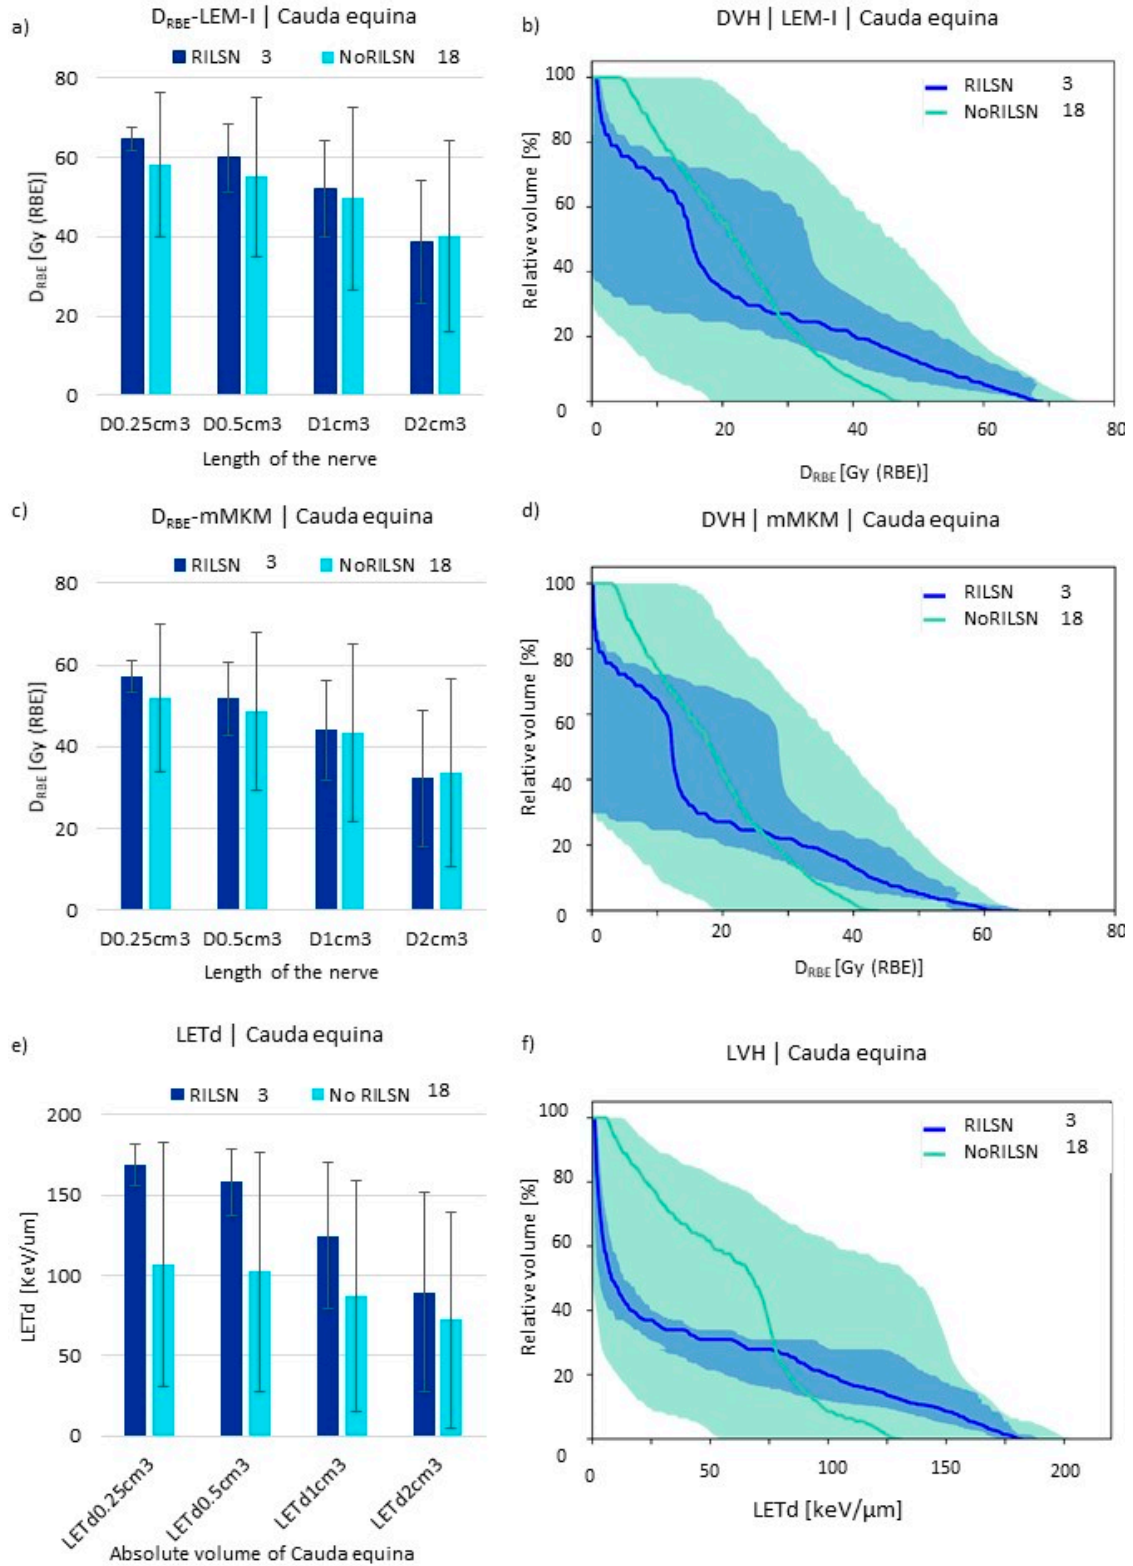 a)
D_RBE-LEM-I | Cauda equina
RILSN 3 NoRILSN 18
80
60
40
20
0
D_RBE [Gy (RBE)]
D0.25cm3 D0.5cm3 D1cm3 D2cm3
Length of the nerve
b)
DVH | LEM-I | Cauda equina
RILSN 3
NoRILSN 18
100
80
60
40
20
0
Relative volume [%]
0 20 40 60 80
D_RBE [Gy (RBE)]
c)
D_RBE-mMKM | Cauda equina
RILSN 3 NoRILSN 18
80
60
40
20
0
D_RBE [Gy (RBE)]
D0.25cm3 D0.5cm3 D1cm3 D2cm3
Length of the nerve
d)
DVH | mMKM | Cauda equina
RILSN 3
NoRILSN 18
100
80
60
40
20
0
Relative volume [%]
0 20 40 60 80
D_RBE [Gy (RBE)]
e)
LETd | Cauda equina
RILSN 3 No RILSN 18
200
150
100
50
0
LETd [KeV/um]
LETd0.25cm3 LETd0.5cm3 LETd1cm3 LETd2cm3
Absolute volume of Cauda equina
f)
LVH | Cauda equina
RILSN 3
NoRILSN 18
100
80
60
40
20
0
Relative volume [%]
0 50 100 150 200
LETd [keV/μm]